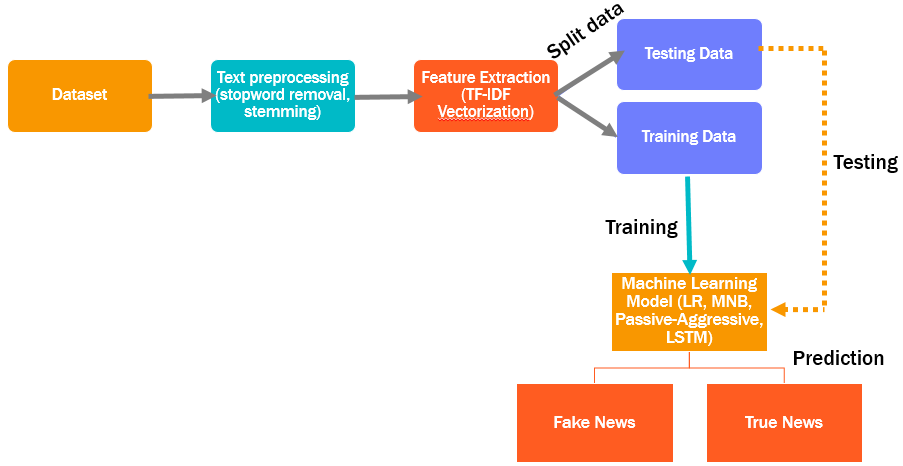 Split data
Testing Data
Dataset
Text preprocessing
(stopword removal,
stemming)
Feature Extraction
(TF-IDF
Vectorization)
Training Data
Testing
Training
Machine Learning
Model (LR, MNB,
Passive-Aggressive,
LSTM)
Prediction
Fake News
True News